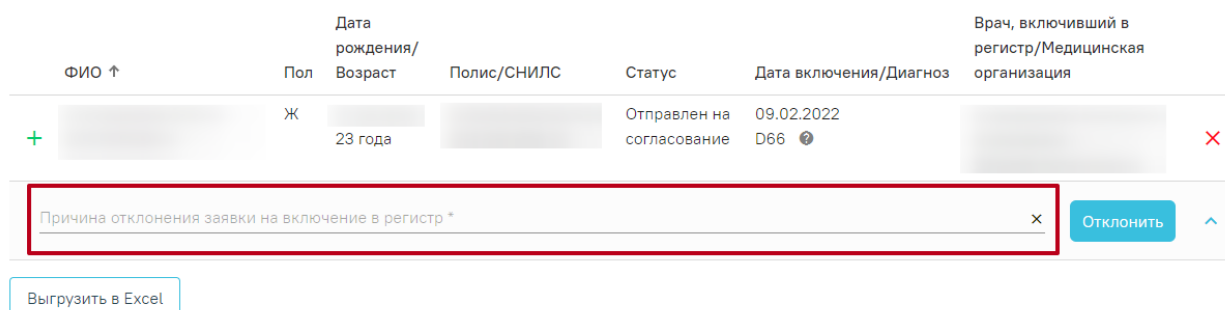 ФИО ↑
Пол
Дата
рождения/
Возраст
Полис/СНИЛС
Статус
Дата включения/Диагноз
Врач, включивший в
регистр/Медицинская
организация
Ж
23 года
Отправлен на
согласование
09.02.2022
D66
Причина отклонения заявки на включение в регистр *
Отклонить
Выгрузить в Excel